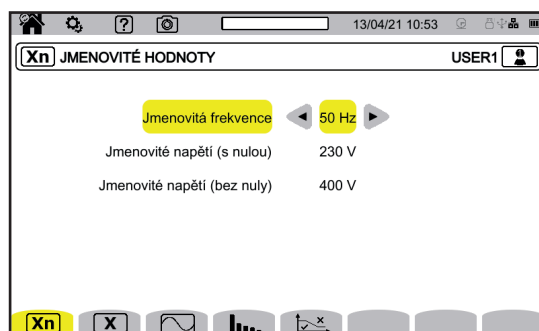 13/04/21 10:53
Xn JMENOVITÉ HODNOTY USER1
Jmenovitá frekvence 50 Hz
Jmenovité napětí (s nulou) 230 V
Jmenovité napětí (bez nuly) 400 V
Xn X